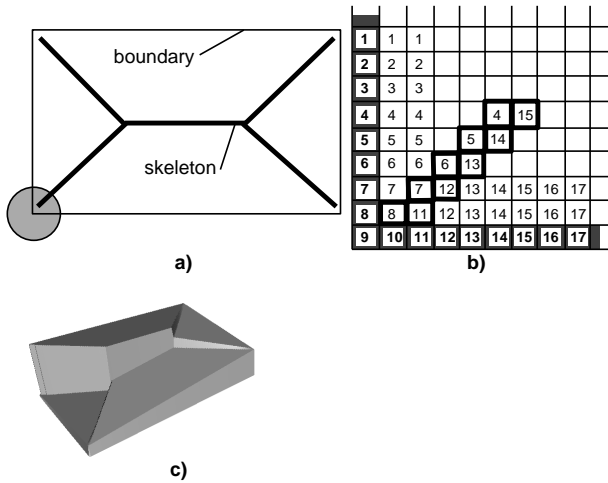 boundary
skeleton
a)
1 1 1
2 2 2
3 3 3
4 4 4 4 15
5 5 5 5 14
6 6 6 6 13
7 7 7 12 13 14 15 16 17
8 8 11 12 13 14 15 16 17
9 10 11 12 13 14 15 16 17
b)
c)